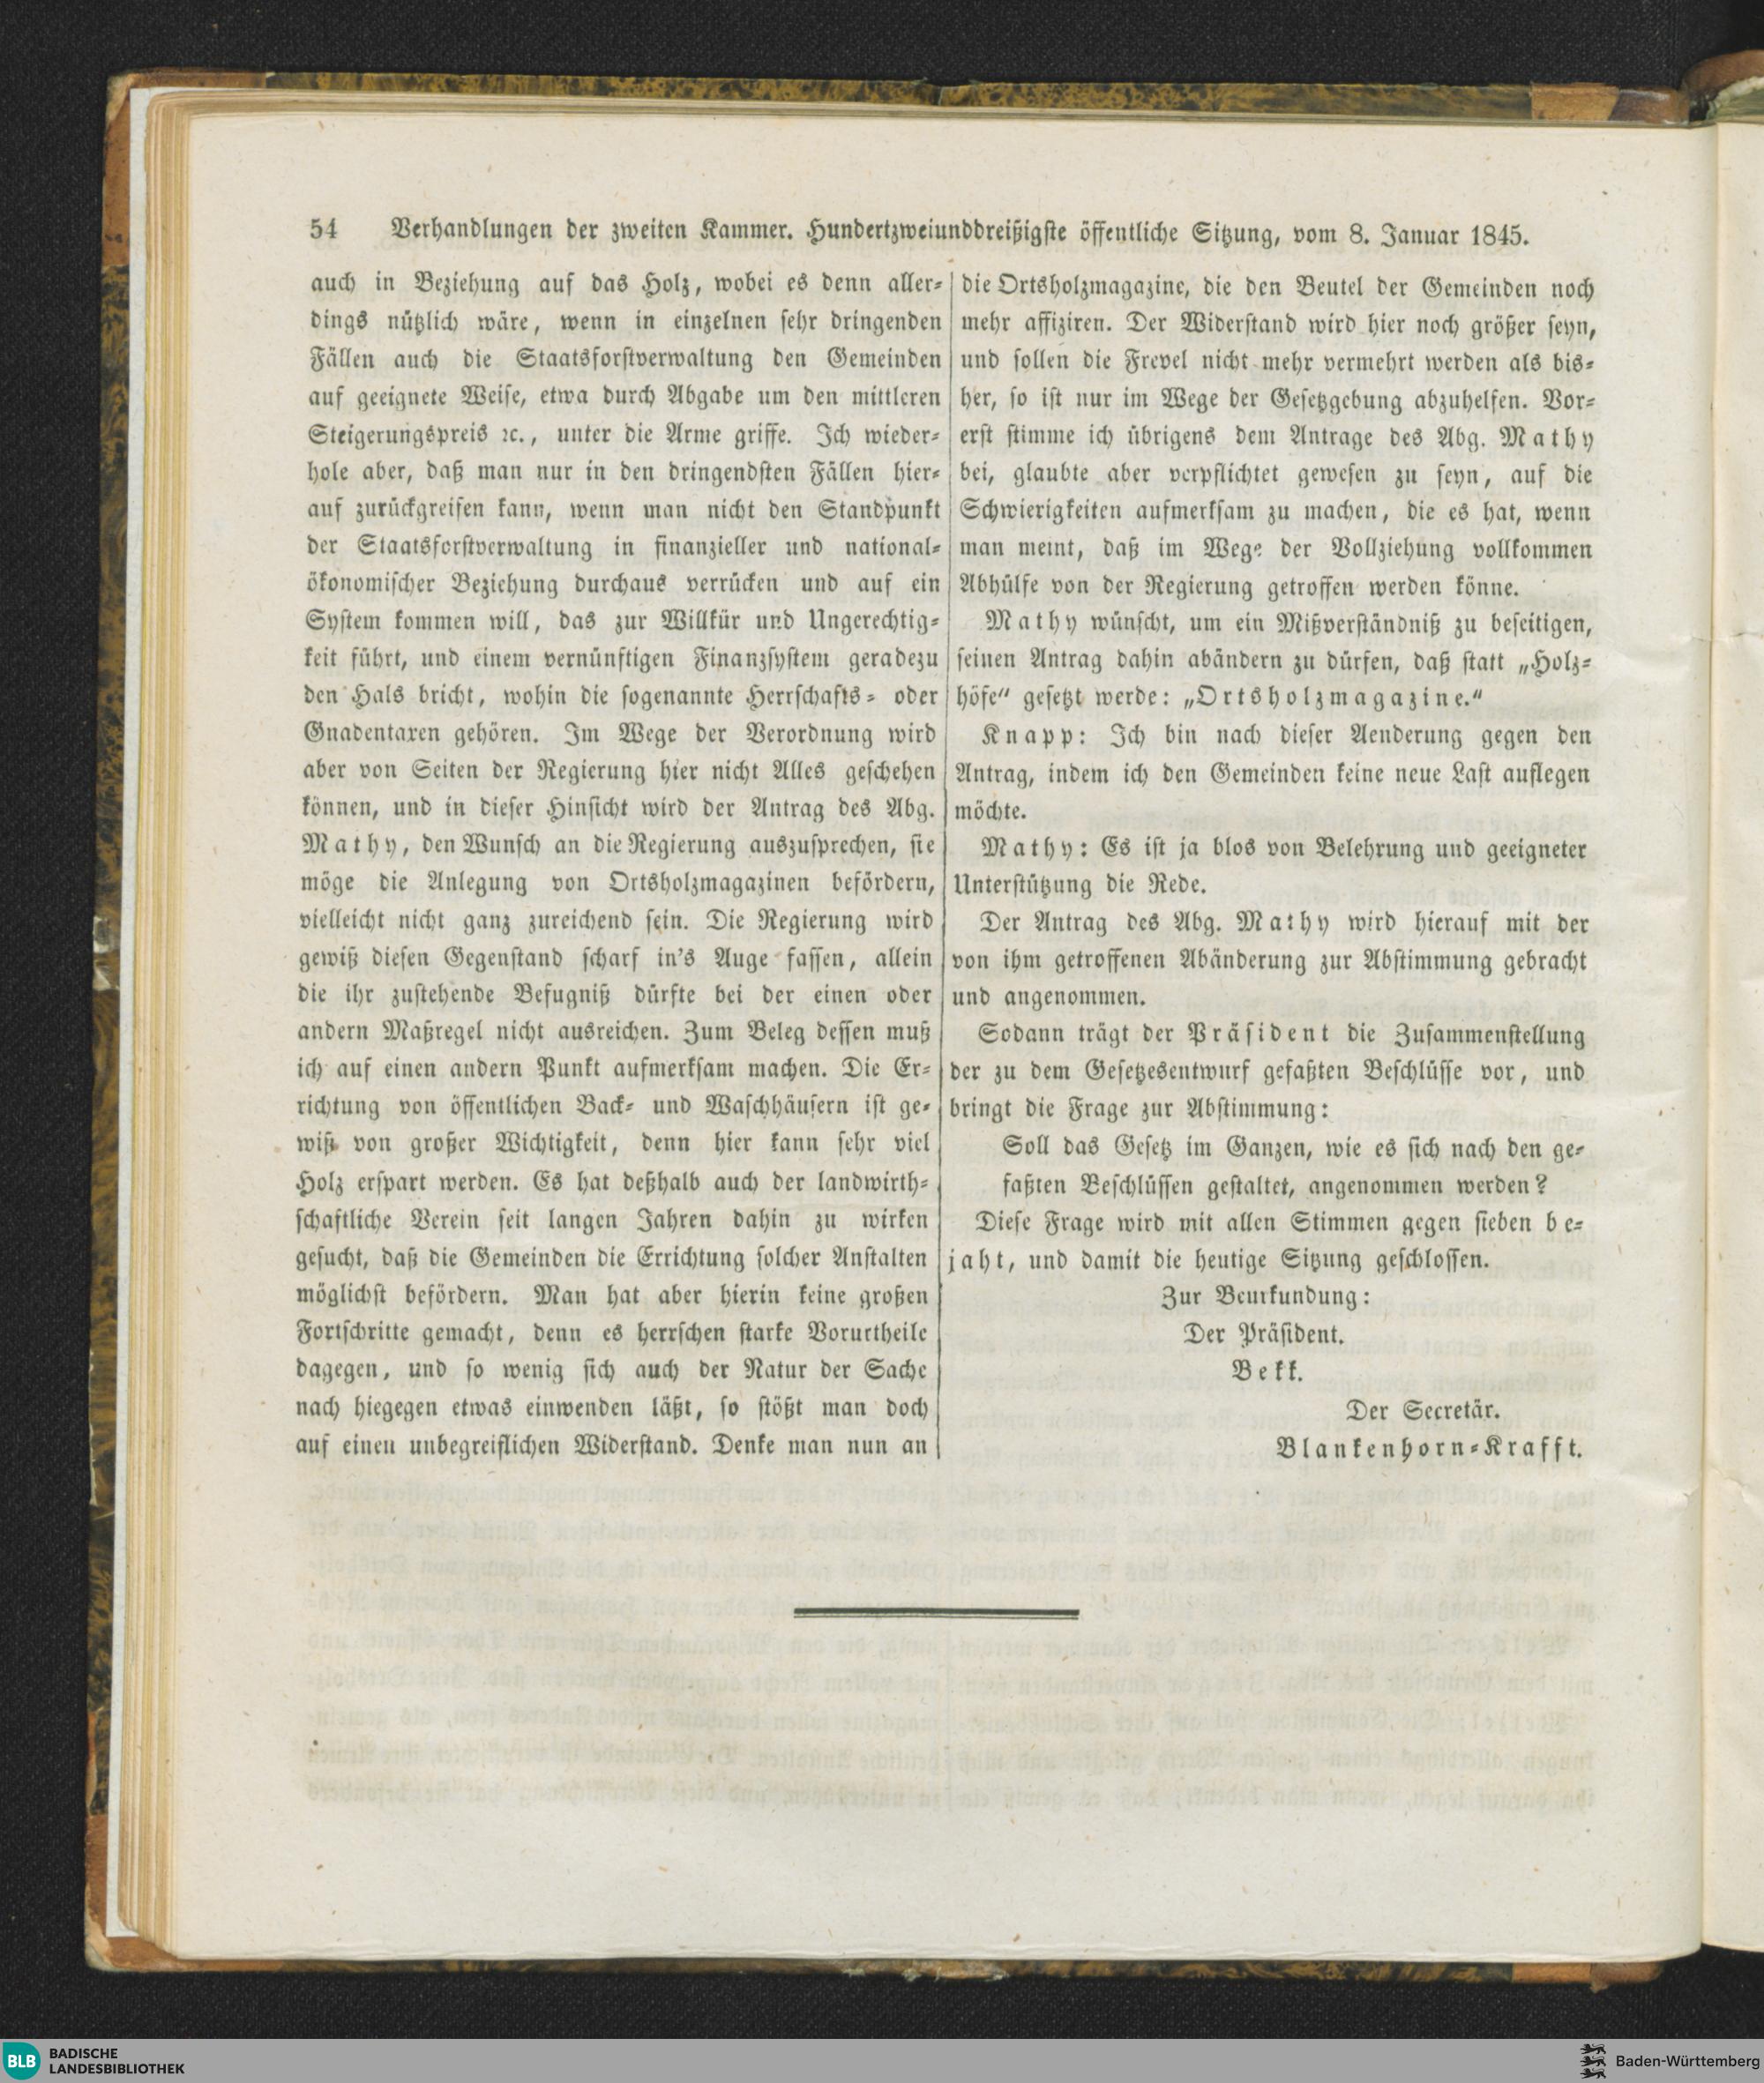 54 Verhandlungen der zweiten Kammer. Hundertzweiunddreißigste öffentliche Sitzung, vom 8. Januar 1845.
auch in Beziehung auf das Holz, wobei es denn aller-
dings nützlich wäre, wenn in einzelnen sehr dringenden
Fällen auch die Staatsforstverwaltung den Gemeinden
auf geeignete Weise, etwa durch Abgabe um den mittleren
Steigerungspreis ꝛc., unter die Arme griffe. Ich wieder-
hole aber, daß man nur in den dringendsten Fällen hier-
auf zurückgreifen kann, wenn man nicht den Standpunkt
der Staatsforstverwaltung in finanzieller und national-
ökonomischer Beziehung durchaus verrücken und auf ein
System kommen will, das zur Willkür und Ungerechtig-
keit führt, und einem vernünftigen Finanzsystem geradezu
den Hals bricht, wohin die sogenannte Herrschafts- oder
Gnadentaxen gehören. Im Wege der Verordnung wird
aber von Seiten der Regierung hier nicht Alles geschehen
können, und in dieser Hinsicht wird der Antrag des Abg.
Mathy, den Wunsch an die Regierung auszusprechen, sie
möge die Anlegung von Ortsholzmagazinen befördern,
vielleicht nicht ganz zureichend sein. Die Regierung wird
gewiß diesen Gegenstand scharf in's Auge fassen, allein
die ihr zustehende Befugniß dürfte bei der einen oder
andern Maßregel nicht ausreichen. Zum Beleg dessen muß
ich auf einen andern Punkt aufmerksam machen. Die Er-
richtung von öffentlichen Back- und Waschhäusern ist ge-
wiß von großer Wichtigkeit, denn hier kann sehr viel
Holz erspart werden. Es hat deßhalb auch der landwirth-
schaftliche Verein seit langen Jahren dahin zu wirken
gesucht, daß die Gemeinden die Errichtung solcher Anstalten
möglichst befördern. Man hat aber hierin keine großen
Fortschritte gemacht, denn es herrschen starke Vorurtheile
dagegen, und so wenig sich auch der Natur der Sache
nach hiegegen etwas einwenden läßt, so stößt man doch
auf einen unbegreiflichen Widerstand. Denke man nun an
die Ortsholzmagazine, die den Beutel der Gemeinden noch
mehr affiziren. Der Widerstand wird hier noch größer seyn,
und sollen die Frevel nicht mehr vermehrt werden als bis-
her, so ist nur im Wege der Gesetzgebung abzuhelfen. Vor-
erst stimme ich übrigens dem Antrage des Abg. Mathy
bei, glaubte aber verpflichtet gewesen zu seyn, auf die
Schwierigkeiten aufmerksam zu machen, die es hat, wenn
man meint, daß im Wege der Vollziehung vollkommen
Abhülfe von der Regierung getroffen werden könne.
Mathy wünscht, um ein Mißverständniß zu beseitigen,
seinen Antrag dahin abändern zu dürfen, daß statt „Holz-
höfe“ gesetzt werde: „Ortsholzmagazine.“
Knapp: Ich bin nach dieser Aenderung gegen den
Antrag, indem ich den Gemeinden keine neue Last auflegen
möchte.
Mathy: Es ist ja blos von Belehrung und geeigneter
Unterstützung die Rede.
Der Antrag des Abg. Mathy wird hierauf mit der
von ihm getroffenen Abänderung zur Abstimmung gebracht
und angenommen.
Sodann trägt der Präsident die Zusammenstellung
der zu dem Gesetzesentwurf gefaßten Beschlüsse vor, und
bringt die Frage zur Abstimmung:
Soll das Gesetz im Ganzen, wie es sich nach den ge-
faßten Beschlüssen gestaltet, angenommen werden?
Diese Frage wird mit allen Stimmen gegen sieben be-
jaht, und damit die heutige Sitzung geschlossen.
Zur Beurkundung:
Der Präsident.
Bekk.
Der Secretär.
Blankenhorn-Krafft.
BLB BADISCHE
LANDESBIBLIOTHEK
Baden-Württemberg